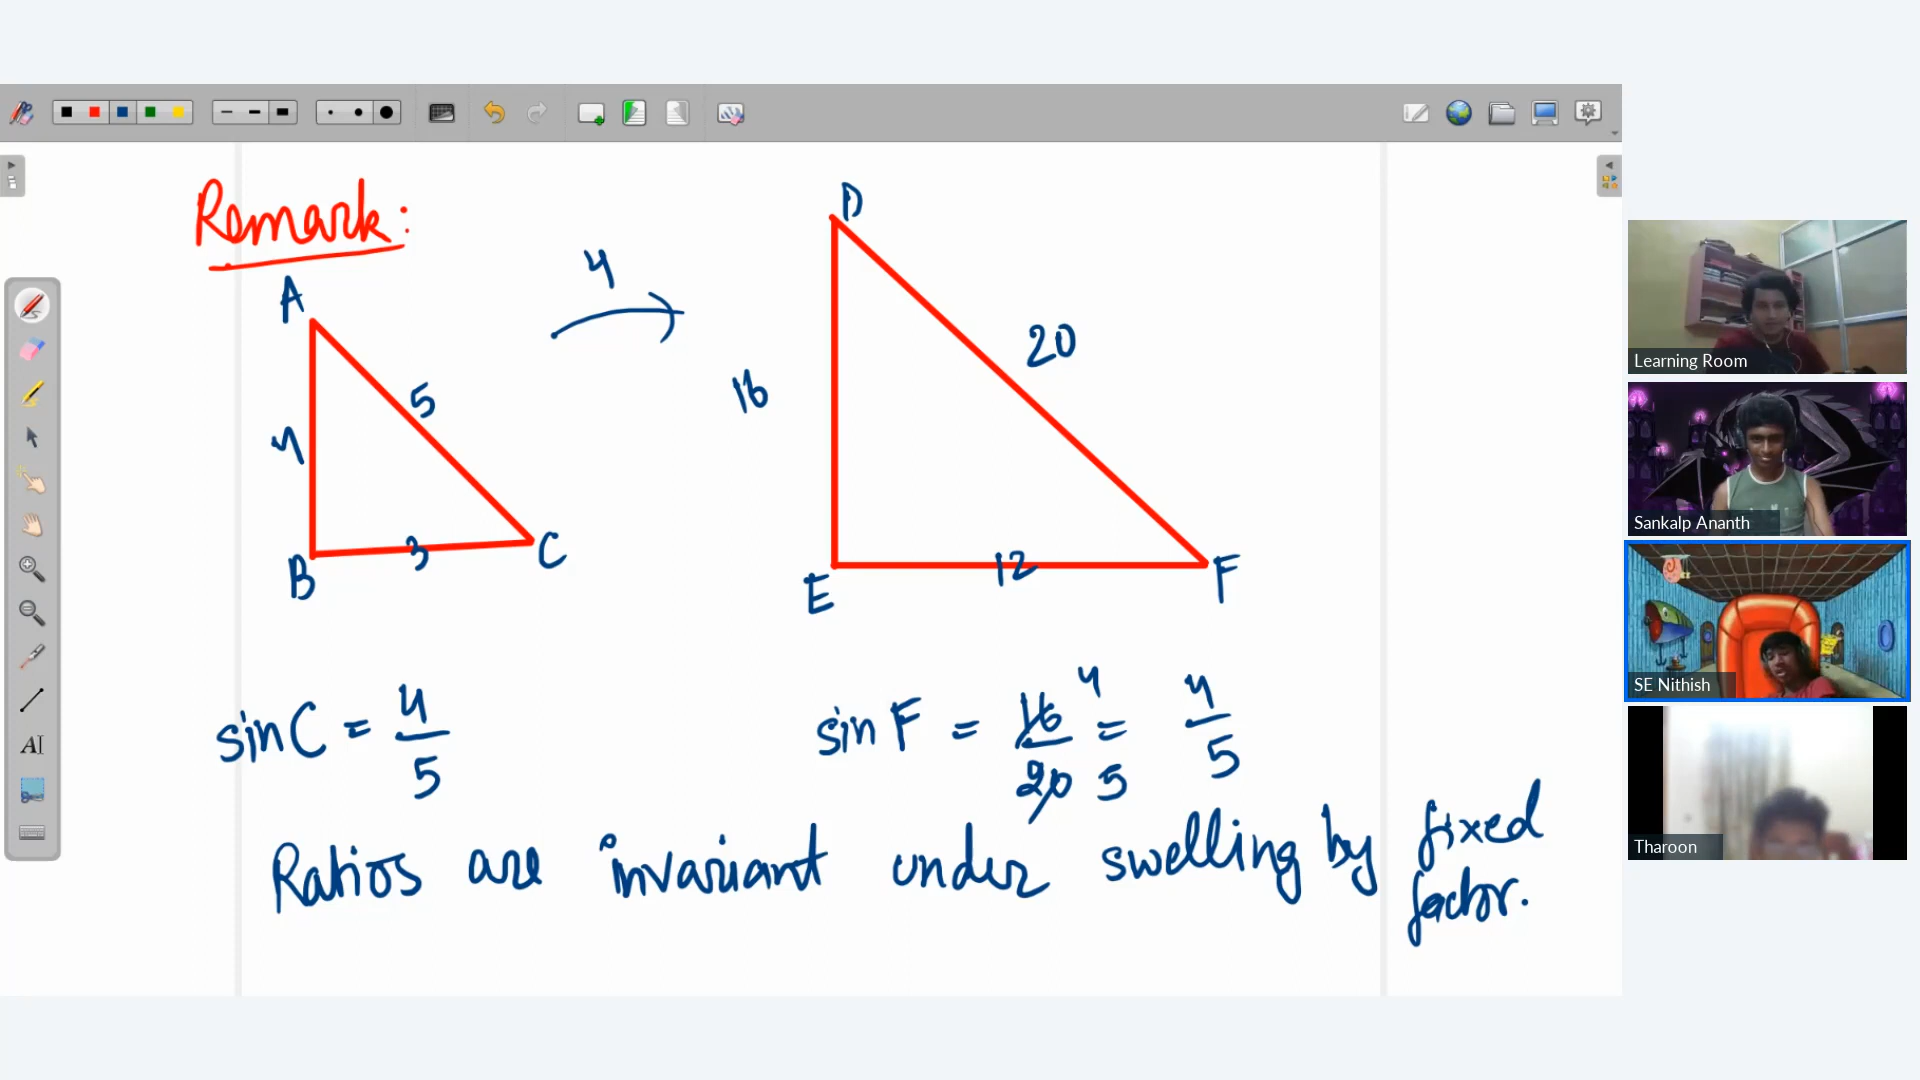 Remark:
A
4
5
B
3
C
4
D
16
20
E
12
F
sin C = 4/5
sin F = 16/20 4/5 = 4/5
Ratios are invariant under swelling by fixed
factor.
AI
Learning Room
Sankalp Ananth
SE Nithish
Tharoon